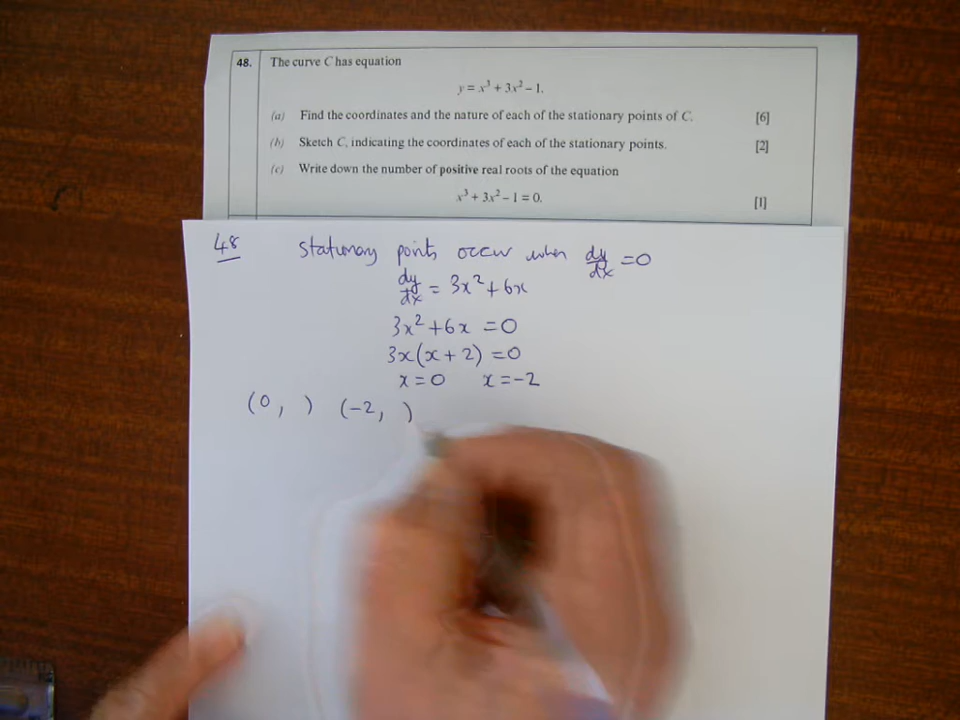 48. The curve C has equation
y = x³ + 3x² – 1.
(a) Find the coordinates and the nature of each of the stationary points of C. [6]
(b) Sketch C, indicating the coordinates of each of the stationary points. [2]
(c) Write down the number of positive real roots of the equation
x³ + 3x² – 1 = 0. [1]
48 Stationary points occur when dy/dx = 0
dy/dx = 3x² + 6x
3x² + 6x = 0
3x(x + 2) = 0
x = 0 x = -2
(0, ) (-2, )